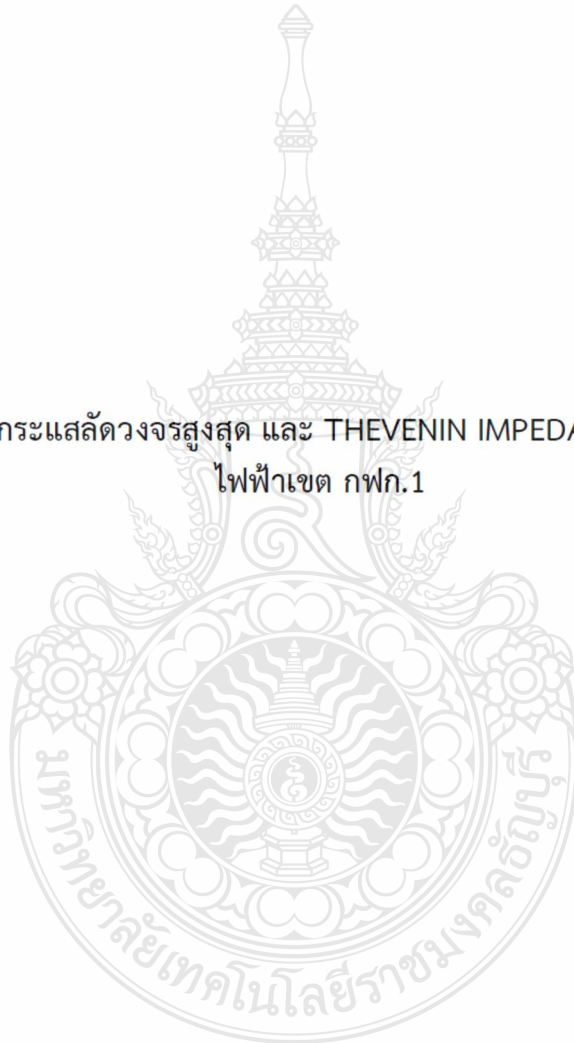 กระแสลัดวงจรสูงสุด และ THEVENIN IMPEDA
ไฟฟ้าเขต กฟก.1
มหาวิทยาลัยเทคโนโลยีราชมงคลธัญบุรี